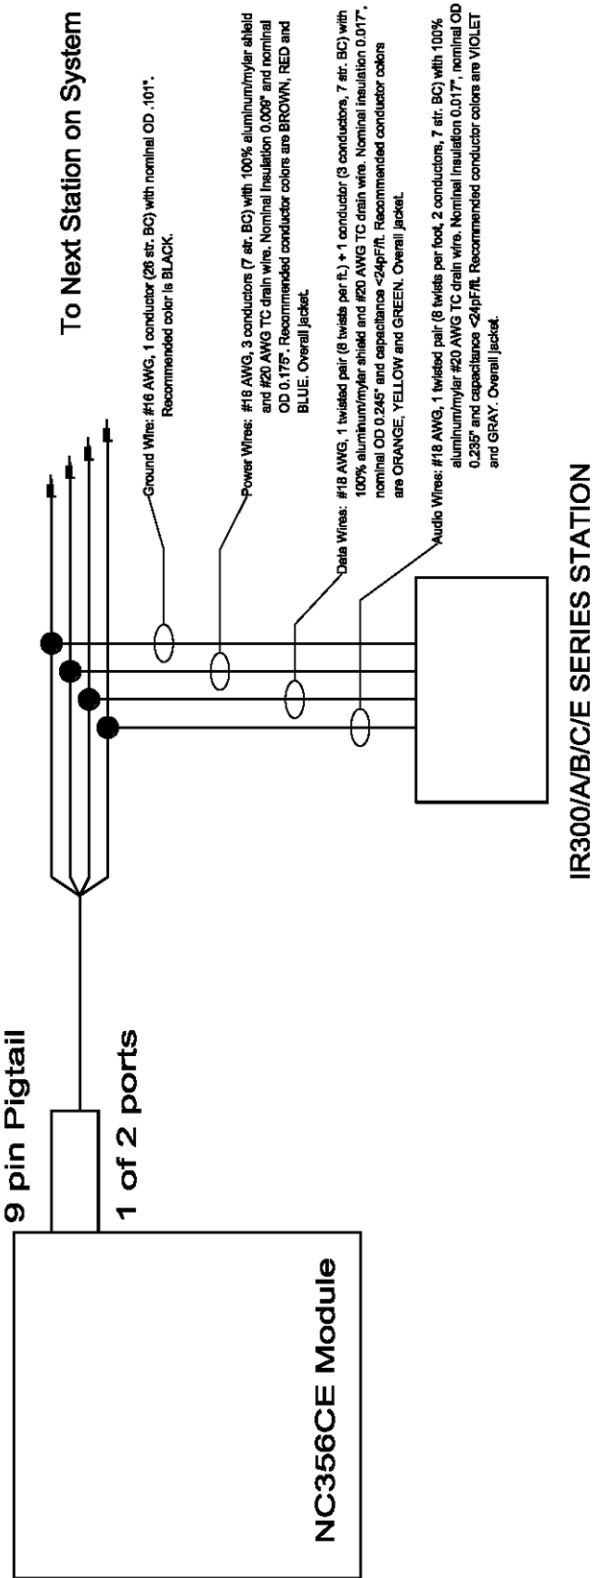 To Next Station on System
Ground Wire: #16 AWG, 1 conductor (26 str. BC) with nominal OD .101".
Recommended color is BLACK.
Power Wires: #18 AWG, 3 conductors (7 str. BC) with 100% aluminum/mylar shield
and #20 AWG TC drain wire. Nominal Insulation 0.009" and nominal
OD 0.175". Recommended conductor colors are BROWN, RED and
BLUE. Overall jacket.
Data Wires: #18 AWG, 1 twisted pair (8 twists per ft.) + 1 conductor (3 conductors, 7 str. BC) with
100% aluminum/mylar shield and #20 AWG TC drain wire. Nominal insulation 0.017",
nominal OD 0.245" and capacitance <24pF/ft. Recommended conductor colors
are ORANGE, YELLOW and GREEN. Overall jacket.
Audio Wires: #18 AWG, 1 twisted pair (8 twists per foot, 2 conductors, 7 str. BC) with 100%
aluminum/mylar #20 AWG TC drain wire. Nominal Insulation 0.017", nominal OD
0.235" and capacitance <24pF/ft. Recommended conductor colors are VIOLET
and GRAY. Overall jacket.
9 pin Pigtail
1 of 2 ports
NC356CE Module
IR300/A/B/C/E SERIES STATION